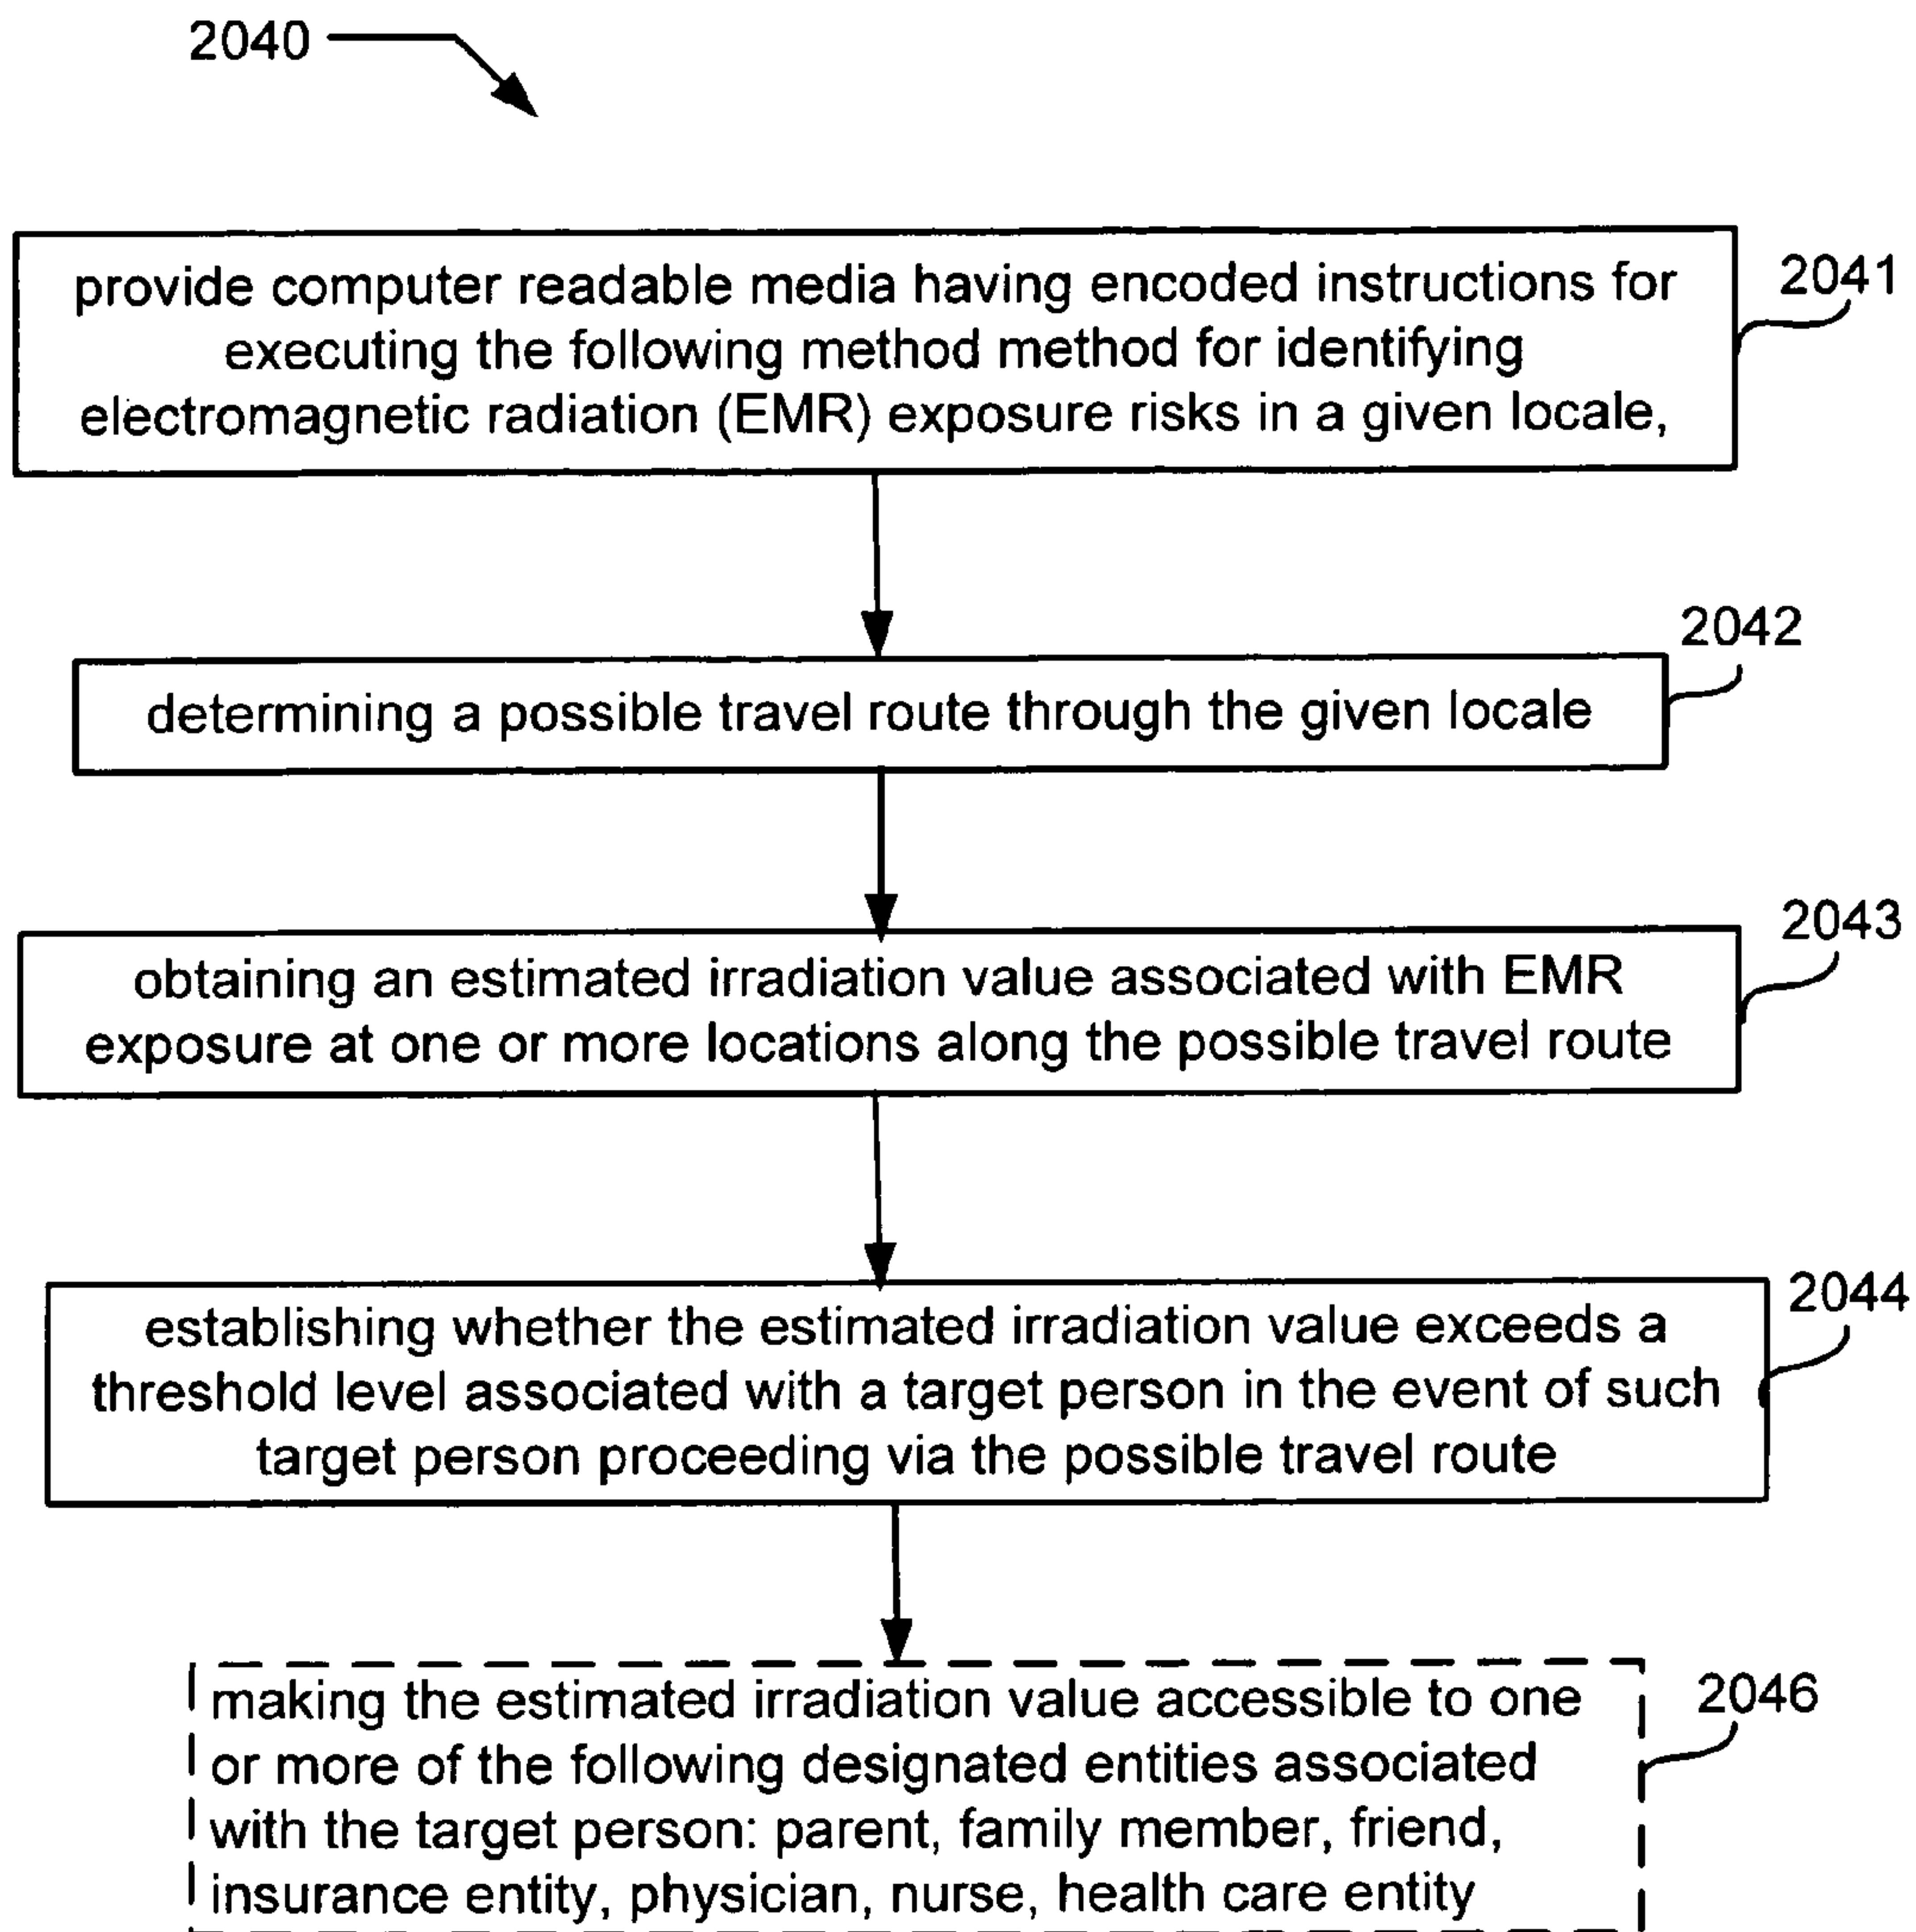 2040
provide computer readable media having encoded instructions for
executing the following method method for identifying
electromagnetic radiation (EMR) exposure risks in a given locale,
2041
determining a possible travel route through the given locale
2042
obtaining an estimated irradiation value associated with EMR
exposure at one or more locations along the possible travel route
2043
establishing whether the estimated irradiation value exceeds a
threshold level associated with a target person in the event of such
target person proceeding via the possible travel route
2044
making the estimated irradiation value accessible to one
or more of the following designated entities associated
with the target person: parent, family member, friend,
insurance entity, physician, nurse, health care entity
2046